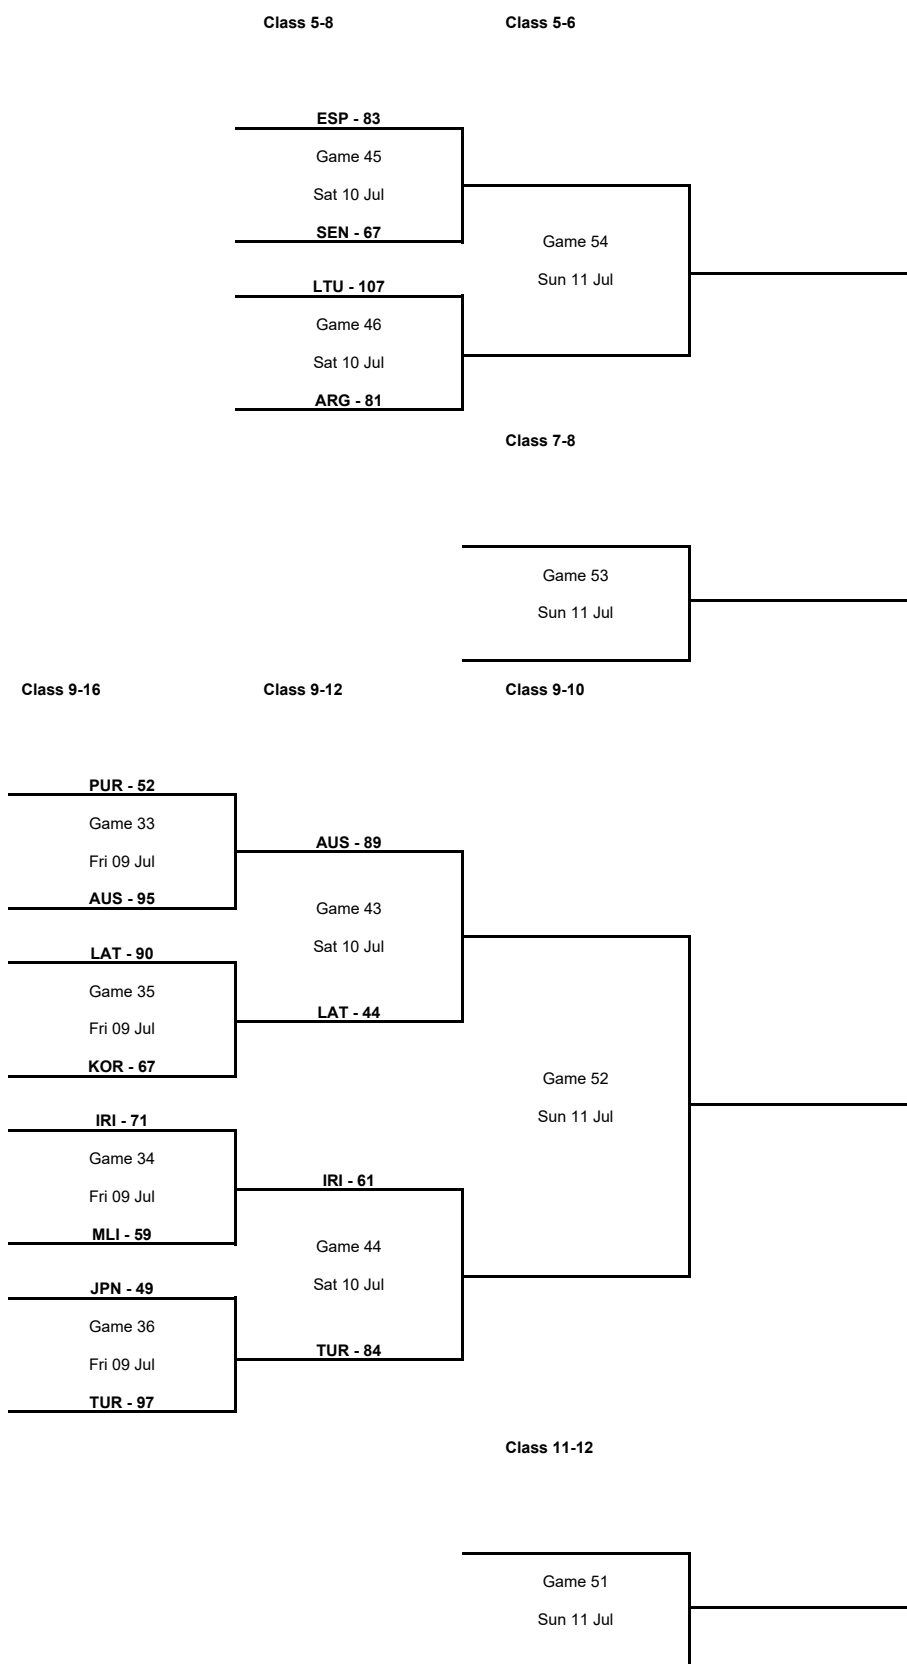 Class 5-8
Class 5-6
ESP - 83
Game 45
Sat 10 Jul
SEN - 67
Game 54
Sun 11 Jul
LTU - 107
Game 46
Sat 10 Jul
ARG - 81
Class 7-8
Game 53
Sun 11 Jul
Class 9-16
Class 9-12
Class 9-10
PUR - 52
Game 33
Fri 09 Jul
AUS - 95
AUS - 89
Game 43
Sat 10 Jul
LAT - 44
LAT - 90
Game 35
Fri 09 Jul
KOR - 67
Game 52
Sun 11 Jul
IRI - 71
Game 34
Fri 09 Jul
MLI - 59
IRI - 61
Game 44
Sat 10 Jul
TUR - 84
JPN - 49
Game 36
Fri 09 Jul
TUR - 97
Class 11-12
Game 51
Sun 11 Jul